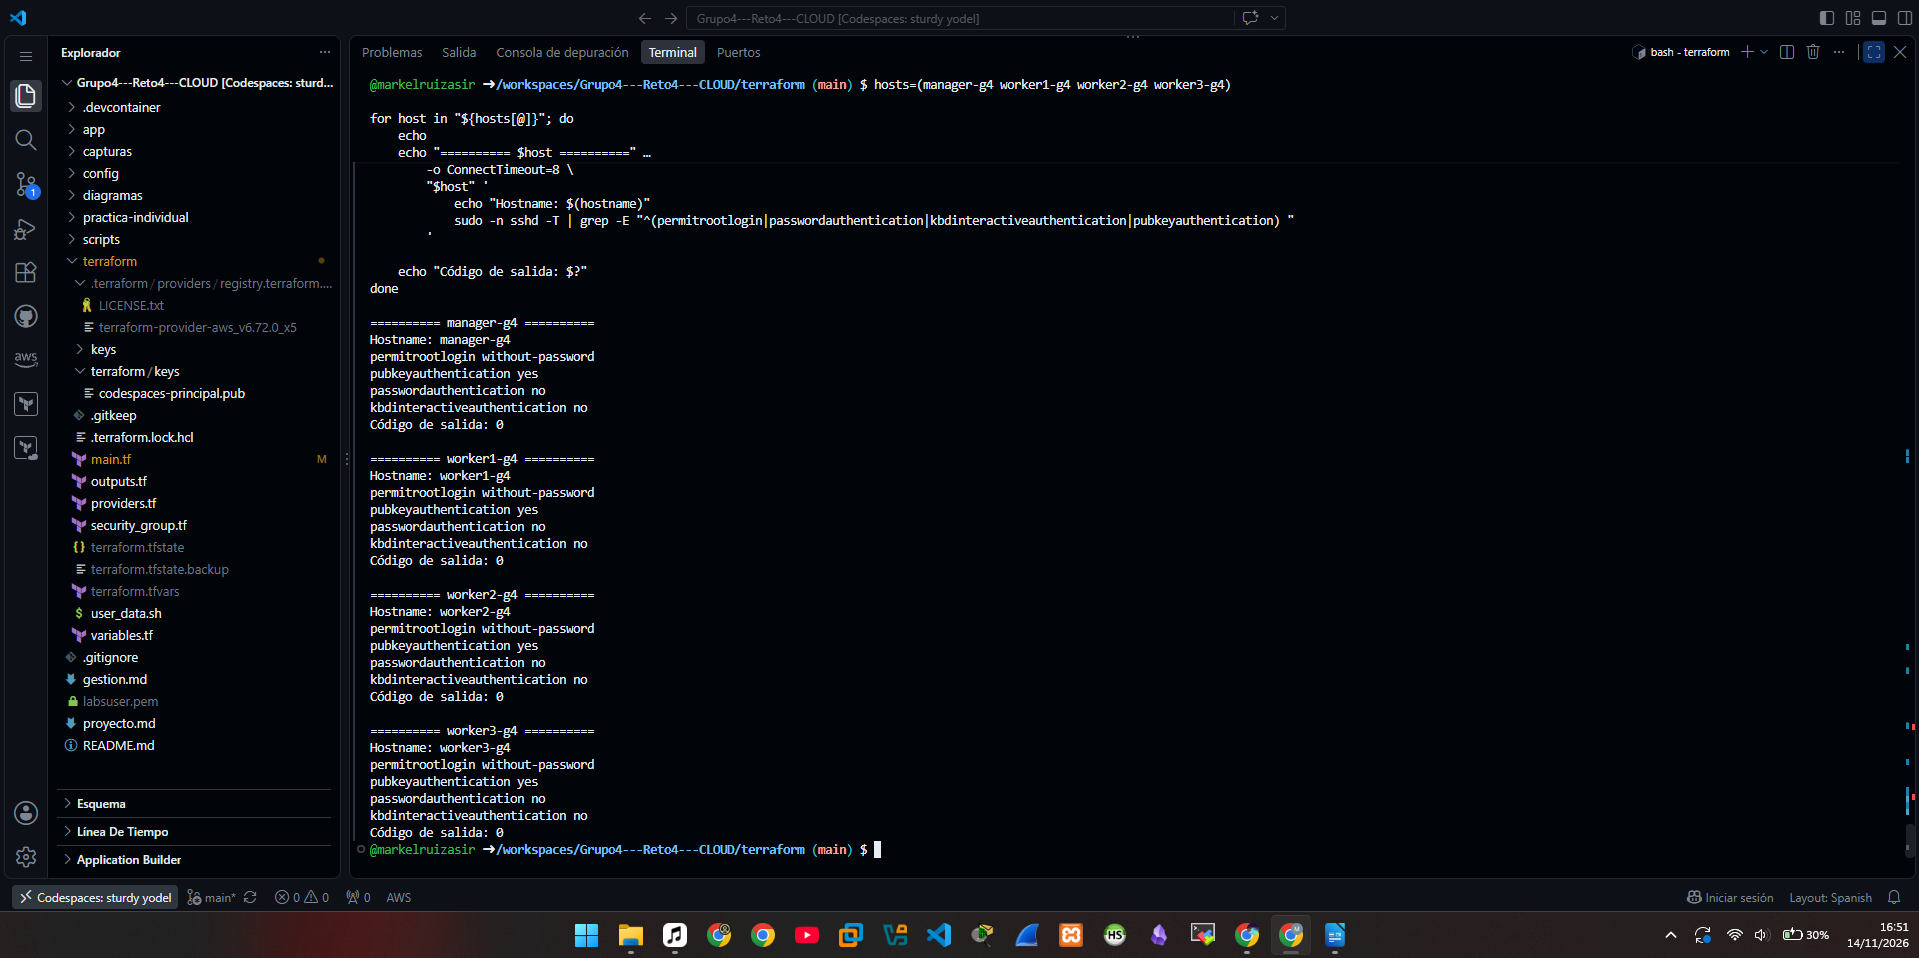 Grupo4---Reto4---CLOUD [Codespaces: sturdy yodel]
Explorador
Grupo4---Reto4---CLOUD [Codespaces: sturd...
.devcontainer
app
capturas
config
diagramas
practica-individual
scripts
terraform
.terraform / providers / registry.terraform....
LICENSE.txt
terraform-provider-aws_v6.72.0_x5
keys
terraform / keys
codespaces-principal.pub
.gitkeep
.terraform.lock.hcl
main.tf M
outputs.tf
providers.tf
security_group.tf
terraform.tfstate
terraform.tfstate.backup
terraform.tfvars
user_data.sh
variables.tf
.gitignore
gestion.md
labsuser.pem
proyecto.md
README.md
Esquema
Línea De Tiempo
Application Builder
1
aws
Problemas Salida Consola de depuración Terminal Puertos
bash - terraform
@markelruizasir ➜/workspaces/Grupo4---Reto4---CLOUD/terraform (main) $ hosts=(manager-g4 worker1-g4 worker2-g4 worker3-g4)
for host in "${hosts[@]}"; do
echo
echo "========== $host ==========" …
-o ConnectTimeout=8 \
"$host" '
echo "Hostname: $(hostname)"
sudo -n sshd -T | grep -E "^(permitrootlogin|passwordauthentication|kbdinteractiveauthentication|pubkeyauthentication) "
'
echo "Código de salida: $?"
done
========== manager-g4 ==========
Hostname: manager-g4
permitrootlogin without-password
pubkeyauthentication yes
passwordauthentication no
kbdinteractiveauthentication no
Código de salida: 0
========== worker1-g4 ==========
Hostname: worker1-g4
permitrootlogin without-password
pubkeyauthentication yes
passwordauthentication no
kbdinteractiveauthentication no
Código de salida: 0
========== worker2-g4 ==========
Hostname: worker2-g4
permitrootlogin without-password
pubkeyauthentication yes
passwordauthentication no
kbdinteractiveauthentication no
Código de salida: 0
========== worker3-g4 ==========
Hostname: worker3-g4
permitrootlogin without-password
pubkeyauthentication yes
passwordauthentication no
kbdinteractiveauthentication no
Código de salida: 0
@markelruizasir ➜/workspaces/Grupo4---Reto4---CLOUD/terraform (main) $
Codespaces: sturdy yodel main* 0 0 0 AWS Iniciar sesión Layout: Spanish
HS
30%
16:51
14/11/2026